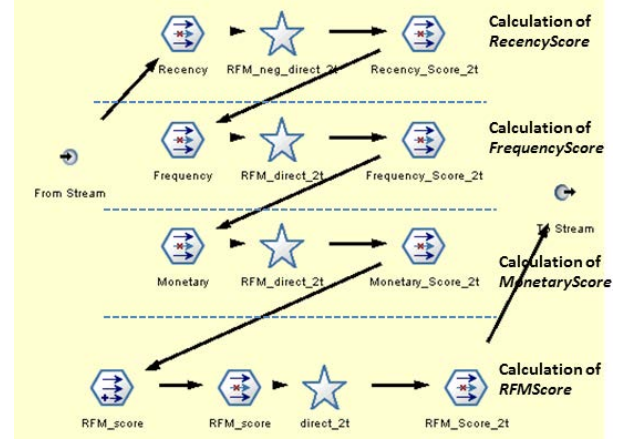 Calculation of
RecencyScore
Recency
RFM_neg_direct_2t
Recency_Score_2t
Calculation of
FrequencyScore
From Stream
Frequency
RFM_direct_2t
Frequency_Score_2t
To Stream
Calculation of
MonetaryScore
Monetary
RFM_direct_2t
Monetary_Score_2t
Calculation of
RFMScore
RFM_score
RFM_score
direct_2t
RFM_Score_2t